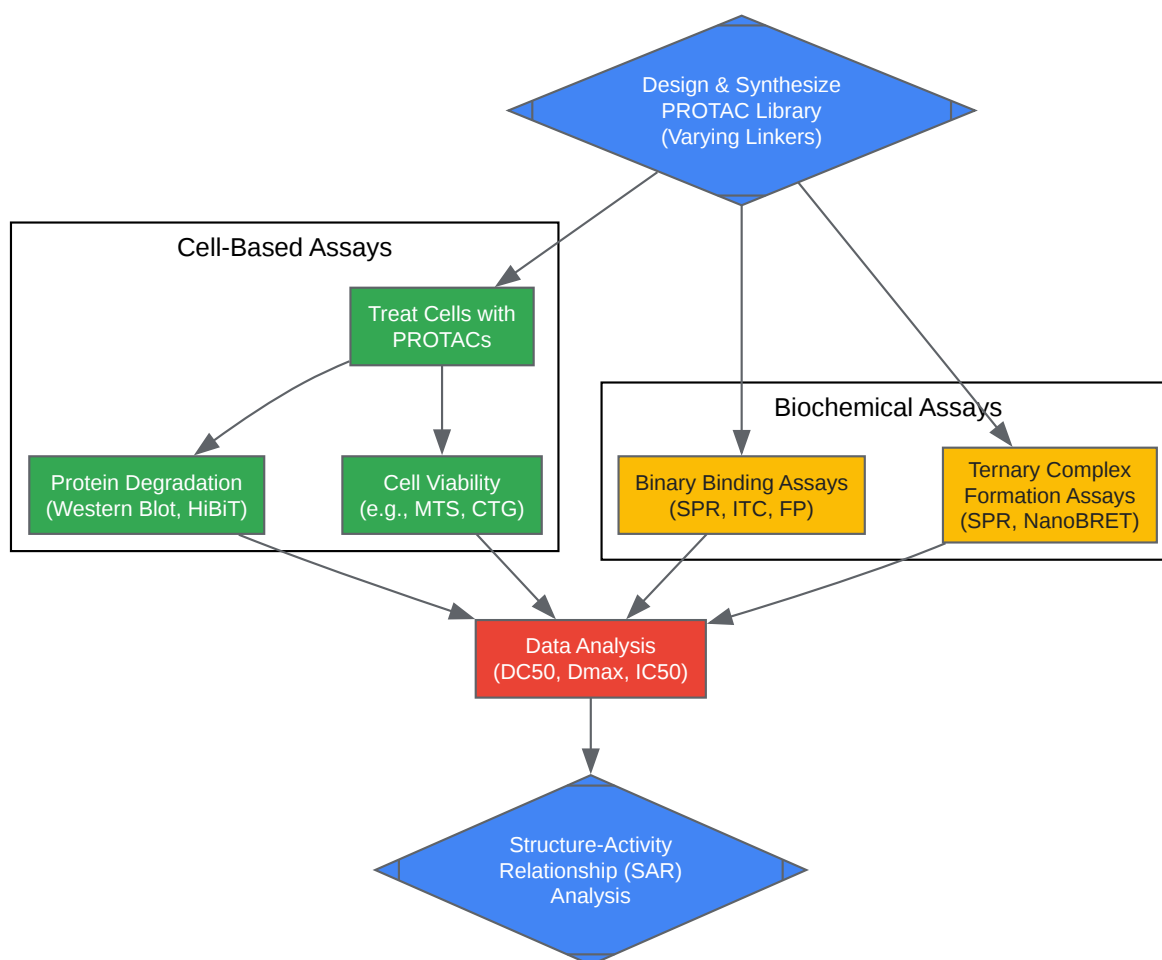 Design & Synthesize
PROTAC Library
(Varying Linkers)
Cell-Based Assays
Treat Cells with
PROTACs
Protein Degradation
(Western Blot, HiBiT)
Cell Viability
(e.g., MTS, CTG)
Biochemical Assays
Binary Binding Assays
(SPR, ITC, FP)
Ternary Complex
Formation Assays
(SPR, NanoBRET)
Data Analysis
(DC50, Dmax, IC50)
Structure-Activity
Relationship (SAR)
Analysis